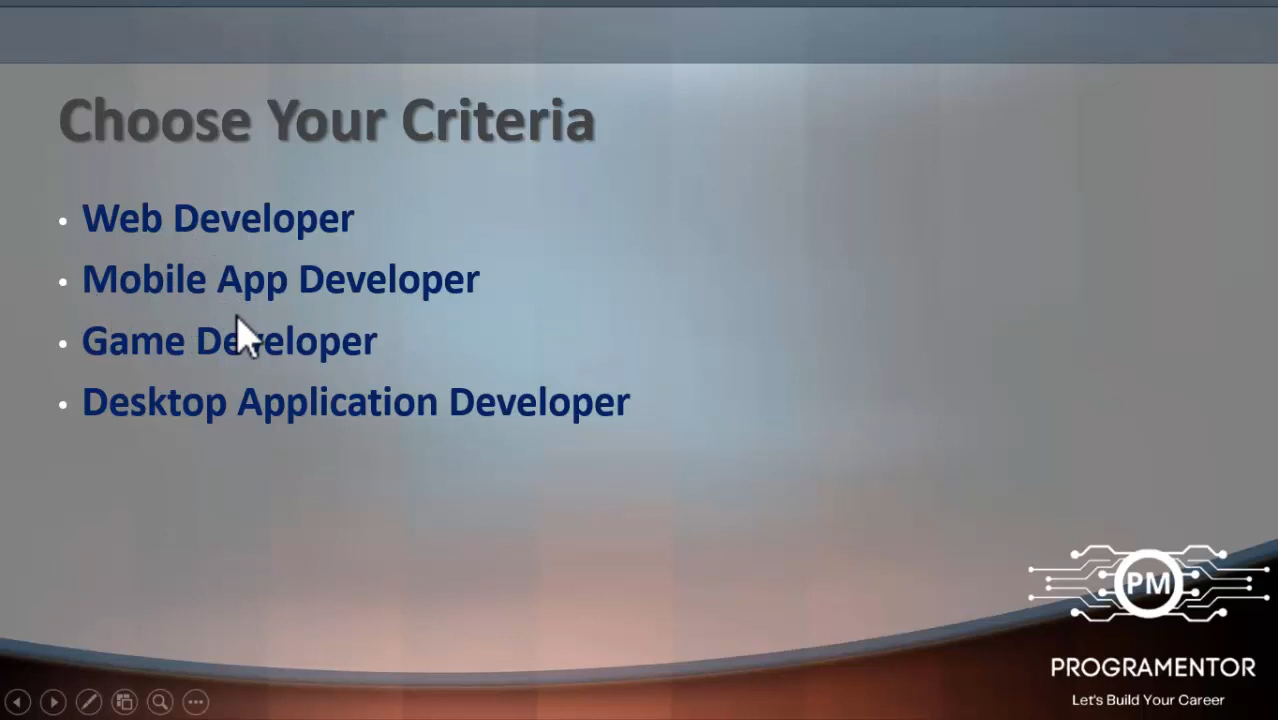 Choose Your Criteria
• Web Developer
• Mobile App Developer
• Game Developer
• Desktop Application Developer
PM
PROGRAMENTOR
Let's Build Your Career